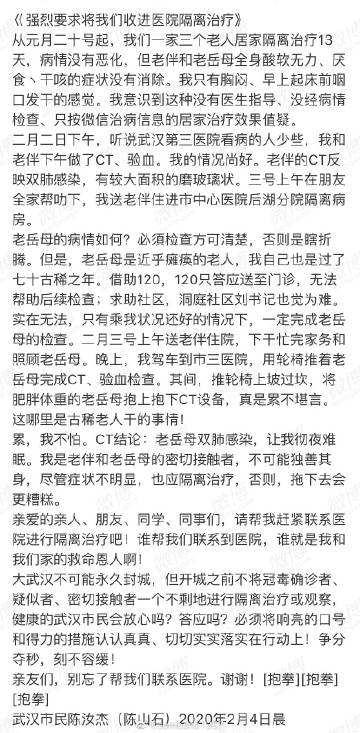 《强烈要求将我们收进医院隔离治疗》
从元月二十号起，我们一家三个老人居家隔离治疗13
天，病情没有恶化，但老伴和老岳母全身酸软无力、厌
食丶干咳的症状没有消除。我只有胸闷、早上起床前咽
口发干的感觉。我意识到这种没有医生指导、没经病情
检查、只按微信治病信息的居家治疗效果值疑。
二月二日下午，听说武汉第三医院看病的人少些，我和
老伴下午做了CT、验血。我的情况尚好。老伴的CT反
映双肺感染，有较大面积的磨玻璃状。三号上午在朋友
全家帮助下，我送老伴住进市中心医院后湖分院隔离病
房。
老岳母的病情如何？必须检查方可清楚，否则是瞎折
腾。但是，老岳母是近乎瘫痪的老人，我自己也是过了
七十古稀之年。借助120，120只答应送至门诊，无法
帮助后续检查；求助社区，洞庭社区刘书记也觉为难。
实在无法，只有乘我状况还好的情况下，一定完成老岳
母的检查。二月三号上午送老伴住院，下干忙完家务和
照顾老岳母。晚上，我驾车到市三医院，用轮椅推着老
岳母完成CT、验血检查。其间，推轮椅上坡过坎，将
肥胖体重的老岳母抱上抱下CT设备，真是累不堪言。
这哪里是古稀老人干的事情！
累，我不怕。CT结论：老岳母双肺感染，让我彻夜难
眠。我是老伴和老岳母的密切接触者，不可能独善其
身，尽管症状不明显，也应隔离治疗，否则，拖下去会
更糟糕。
亲爱的亲人、朋友、同学、同事们，请帮我赶紧联系医
院进行隔离治疗吧！谁帮我们联系到医院，谁就是我和
我们家的救命恩人啊！
大武汉不可能永久封城，但开城之前不将冠毒确诊者、
疑似者、密切接触者一个不剩地进行隔离治疗或观察，
健康的武汉市民会放心吗？答应吗？必须将响亮的口号
和得力的措施认认真真、切切实实落实在行动上！争分
夺秒，刻不容缓！
亲友们，别忘了帮我们联系医院。谢谢！[抱拳][抱拳]
[抱拳]
武汉市民陈汝杰（陈山石）2020年2月4日晨